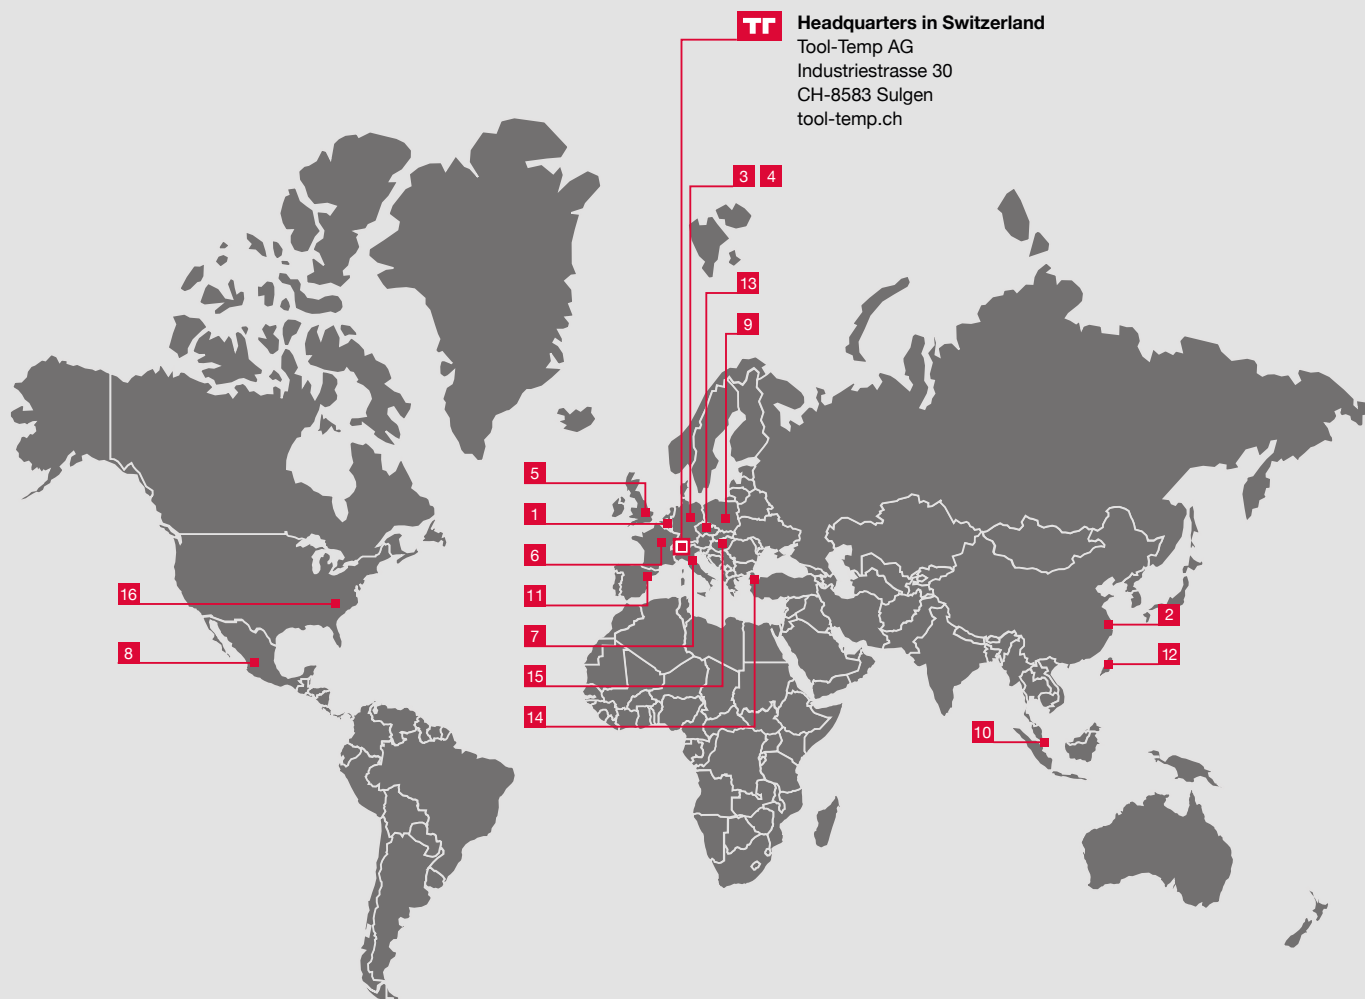 TT
Headquarters in Switzerland
Tool-Temp AG
Industriestrasse 30
CH-8583 Sulgen
tool-temp.ch
3 4
13
9
5
1
6
16
11
2
7
8
12
15
14
10